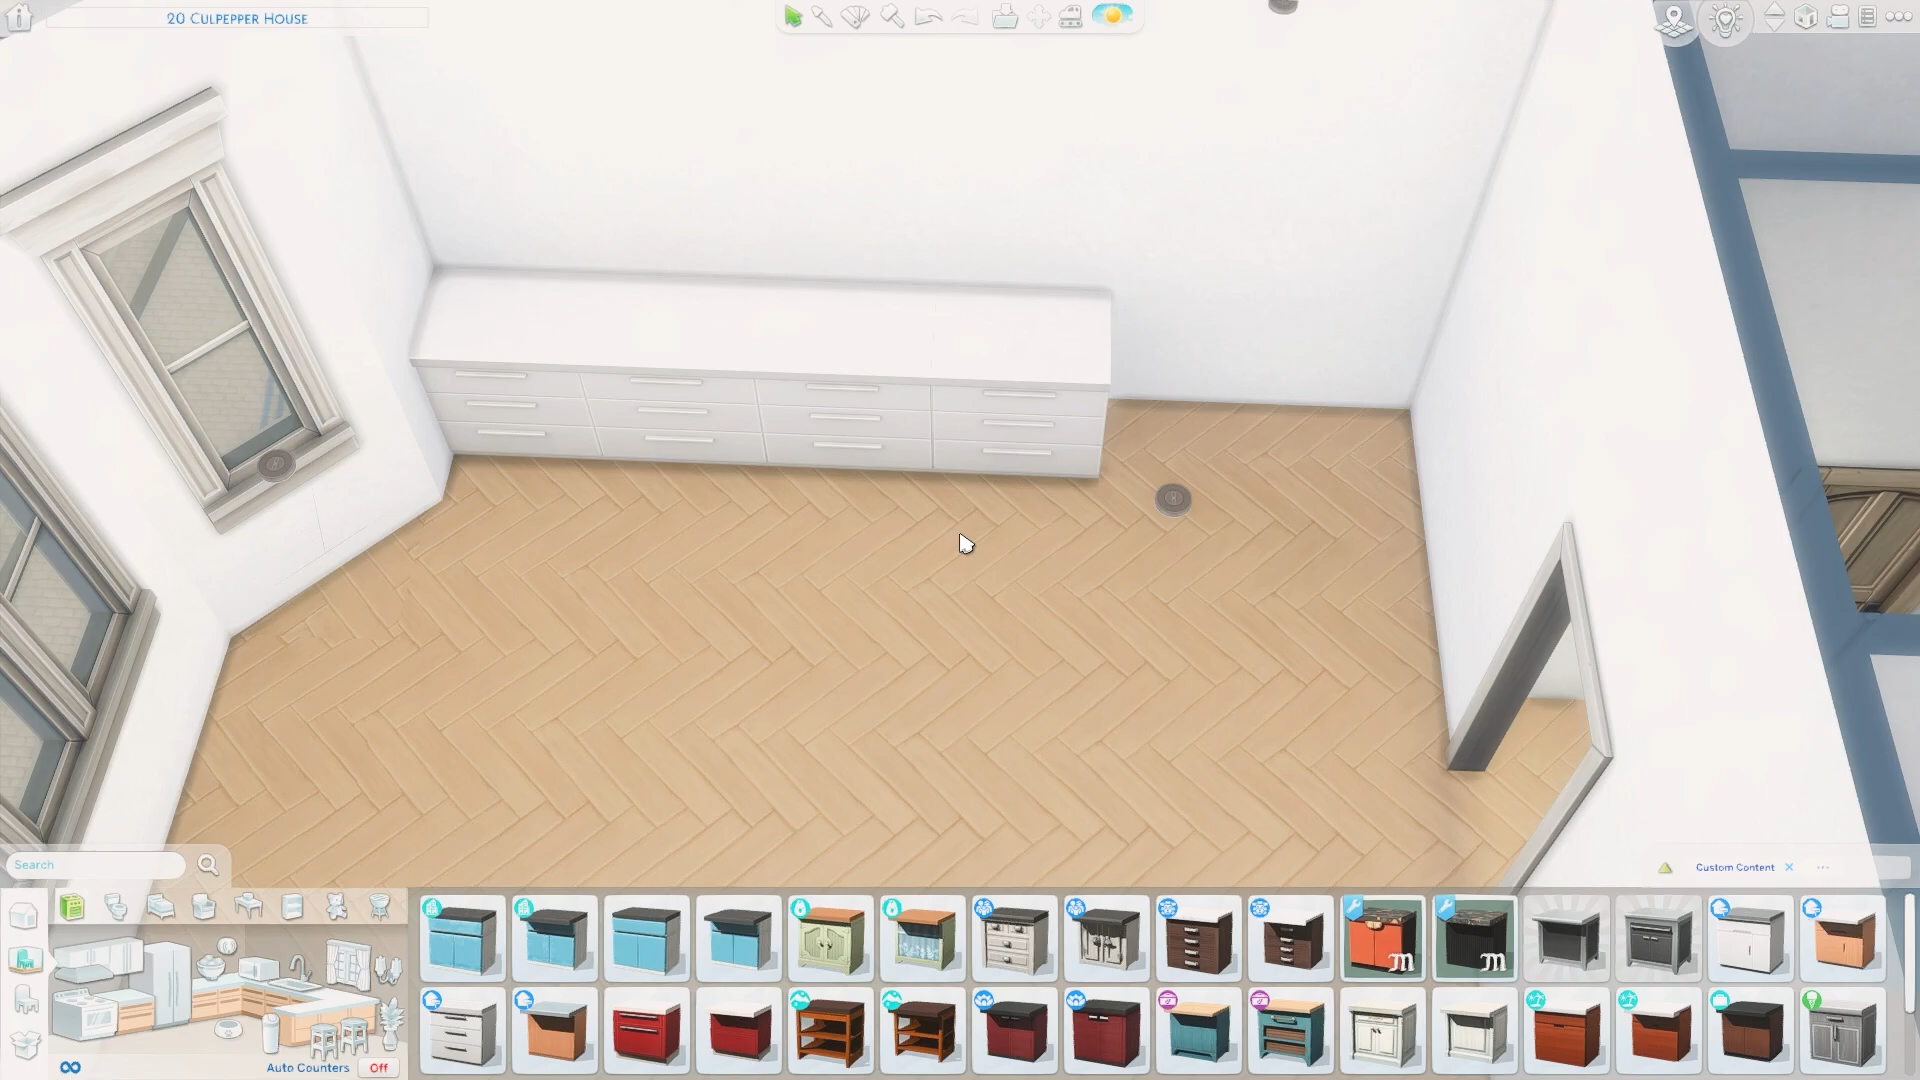 20 Culpepper House
Search
Custom Content
Auto Counters
Off
m
m